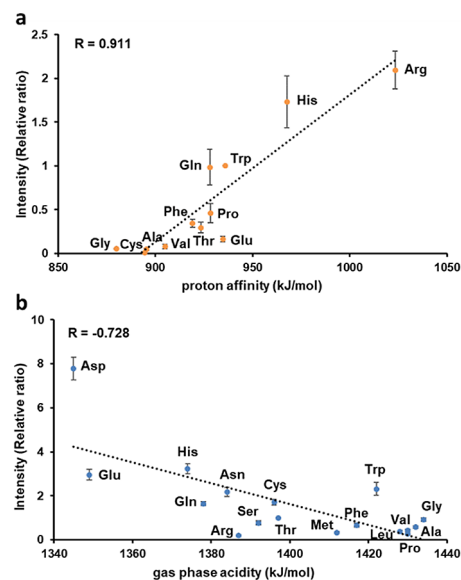 a
R = 0.911
Intensity (Relative ratio)
2.5
2
1.5
1
0.5
0
Arg
His
Gln
Trp
Phe
Pro
Gly
Cys
Ala
Val
Thr
Glu
850
900
950
1000
1050
proton affinity (kJ/mol)
b
R = -0.728
Intensity (Relative ratio)
10
8
6
4
2
0
Asp
Glu
His
Gln
Asn
Cys
Ser
Arg
Thr
Trp
Met
Phe
Leu
Val
Pro
Gly
Ala
1340
1360
1380
1400
1420
1440
gas phase acidity (kJ/mol)